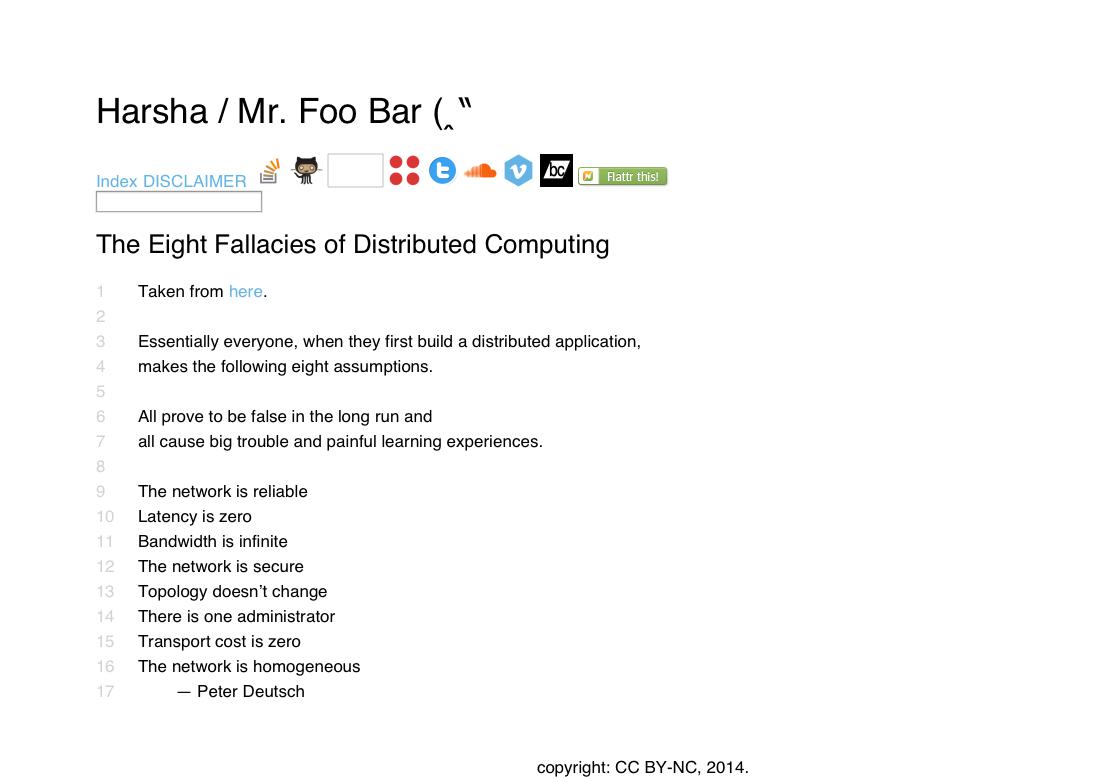 Harsha / Mr. Foo Bar (‸‶
Index DISCLAIMER
bc
Flattr this!
The Eight Fallacies of Distributed Computing
1 Taken from here.
2
3 Essentially everyone, when they first build a distributed application,
4 makes the following eight assumptions.
5
6 All prove to be false in the long run and
7 all cause big trouble and painful learning experiences.
8
9 The network is reliable
10 Latency is zero
11 Bandwidth is infinite
12 The network is secure
13 Topology doesn’t change
14 There is one administrator
15 Transport cost is zero
16 The network is homogeneous
17 — Peter Deutsch
copyright: CC BY-NC, 2014.